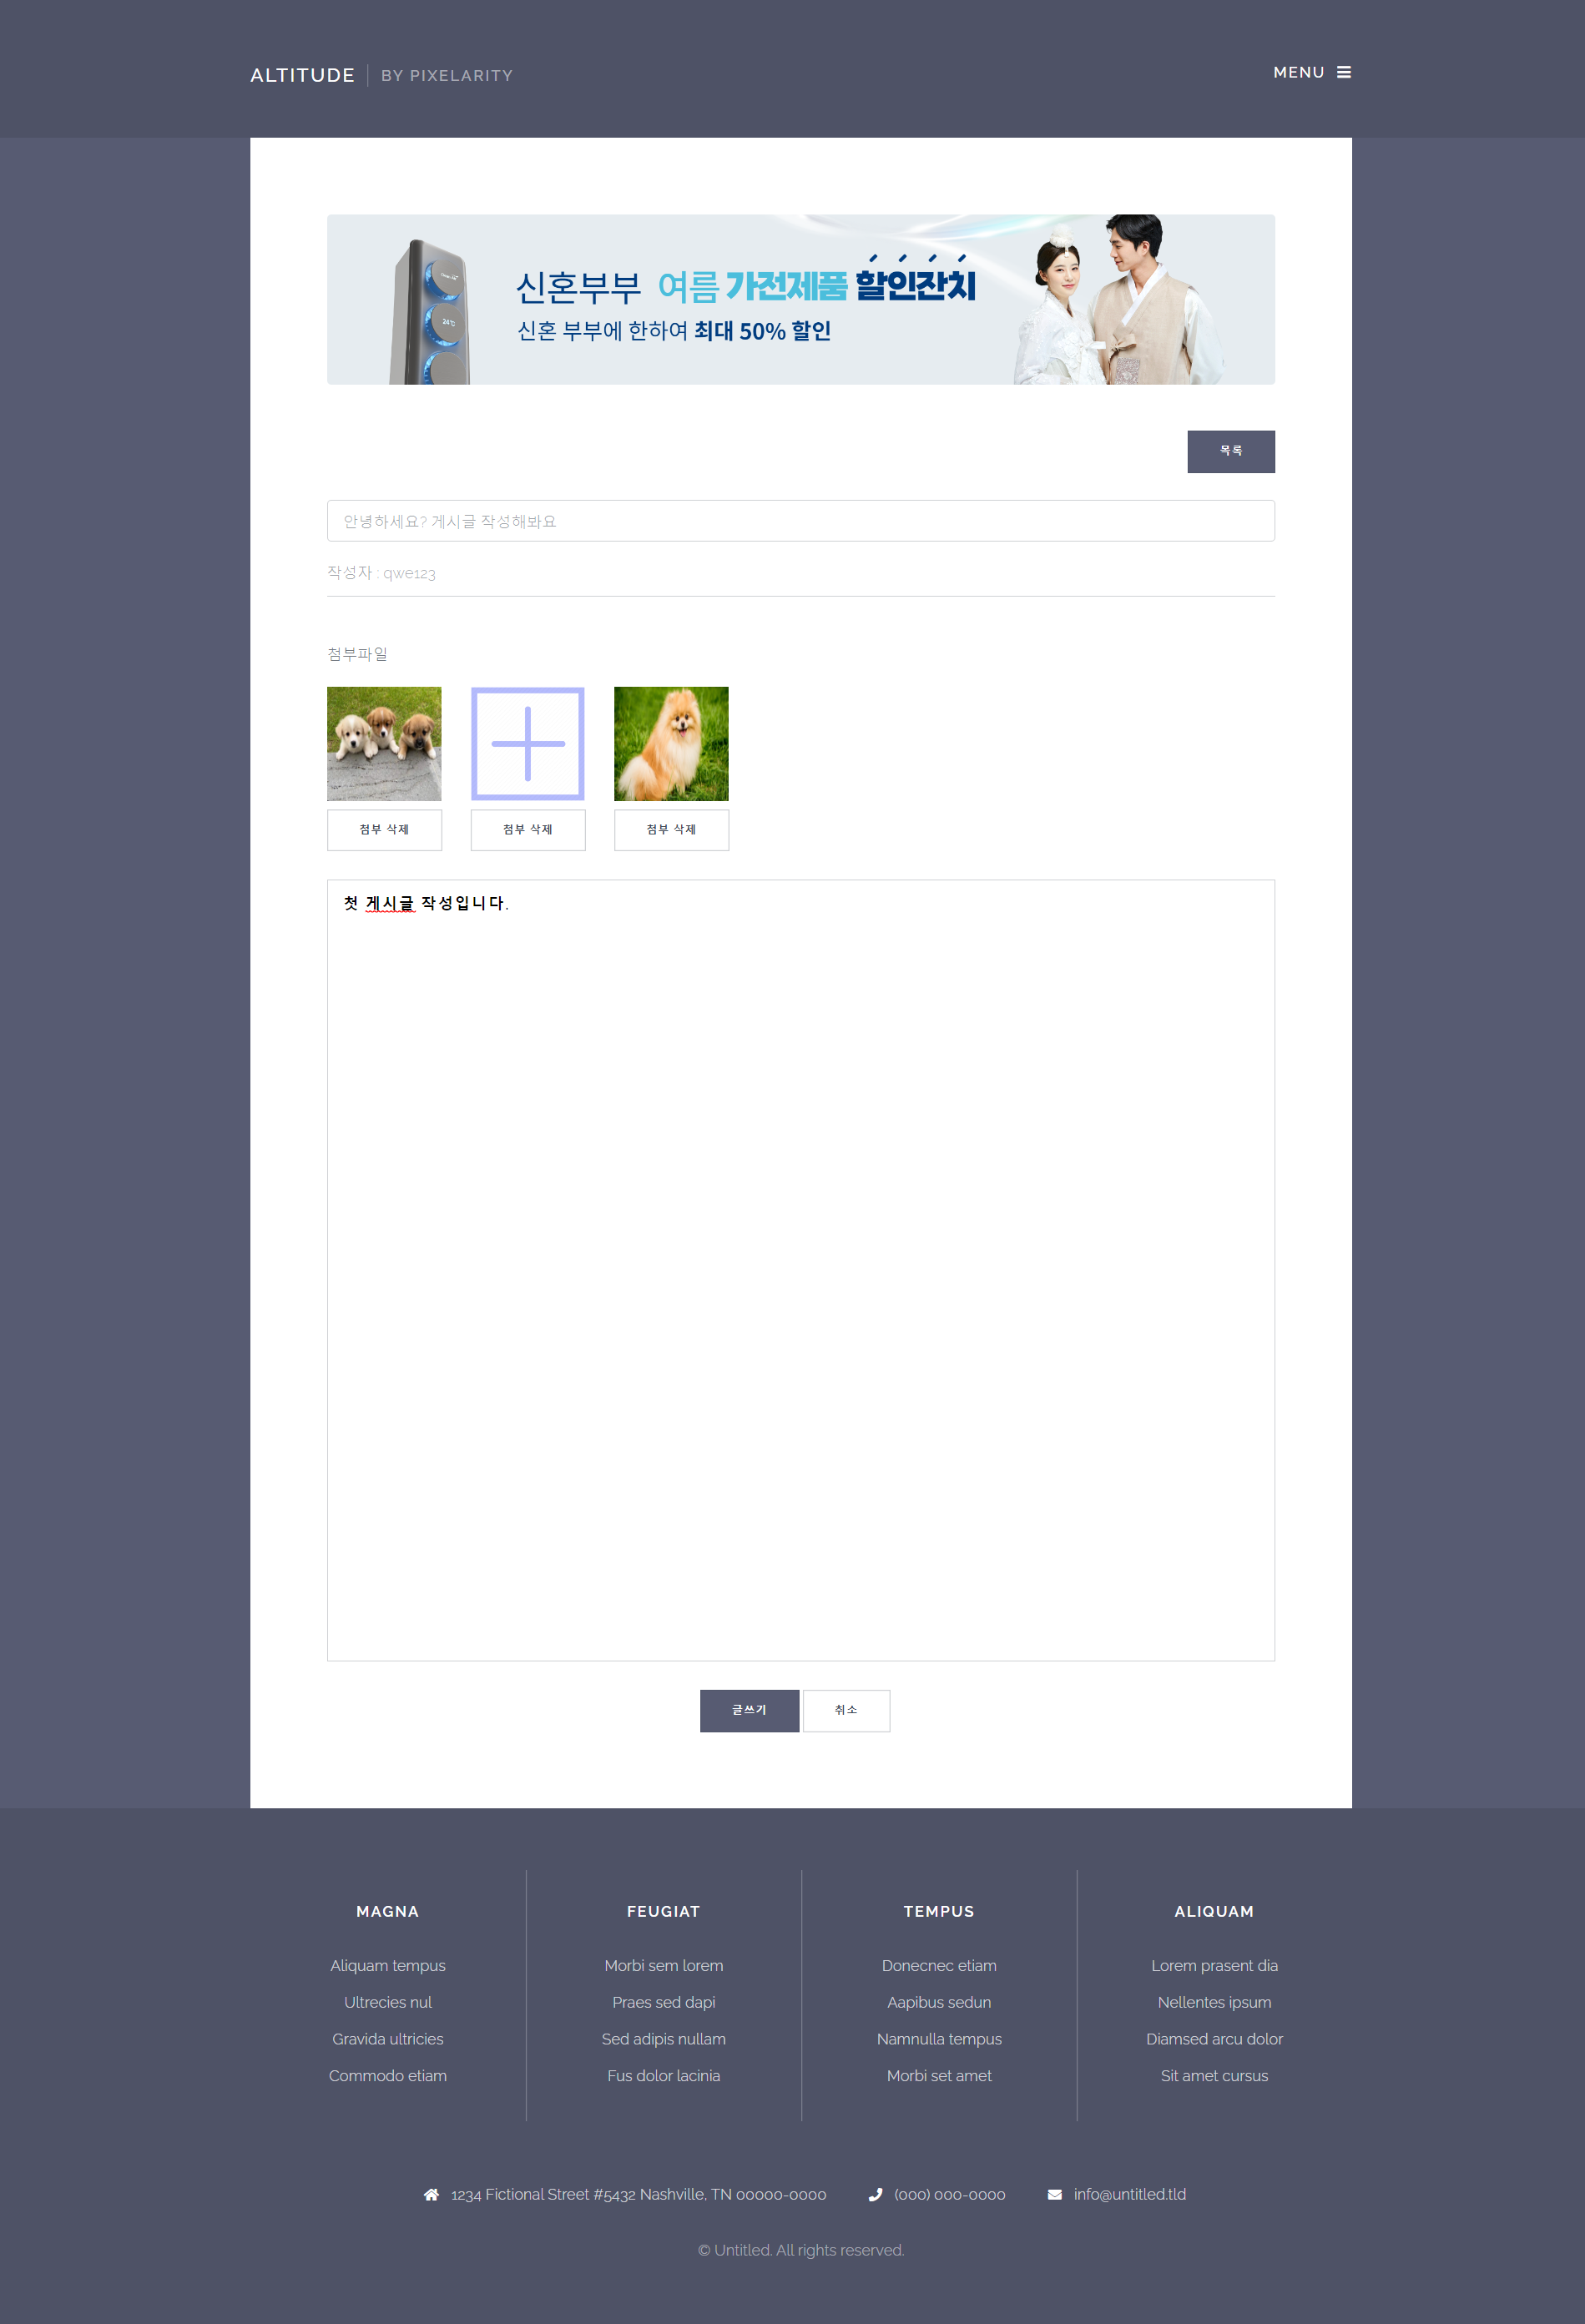 ALTITUDE BY PIXELARITY
MENU
신혼부부 여름 가전제품 할인잔치
신혼 부부에 한하여 최대 50% 할인
24℃
목록
안녕하세요? 게시글 작성해봐요
작성자 : qwe123
첨부파일
첨부 삭제 첨부 삭제 첨부 삭제
첫 게시글 작성입니다.
글쓰기 취소
MAGNA
Aliquam tempus
Ultrecies nul
Gravida ultricies
Commodo etiam
FEUGIAT
Morbi sem lorem
Praes sed dapi
Sed adipis nullam
Fus dolor lacinia
TEMPUS
Donecnec etiam
Aapibus sedun
Namnulla tempus
Morbi set amet
ALIQUAM
Lorem prasent dia
Nellentes ipsum
Diamsed arcu dolor
Sit amet cursus
1234 Fictional Street #5432 Nashville, TN 00000-0000 (000) 000-0000 info@untitled.tld
© Untitled. All rights reserved.